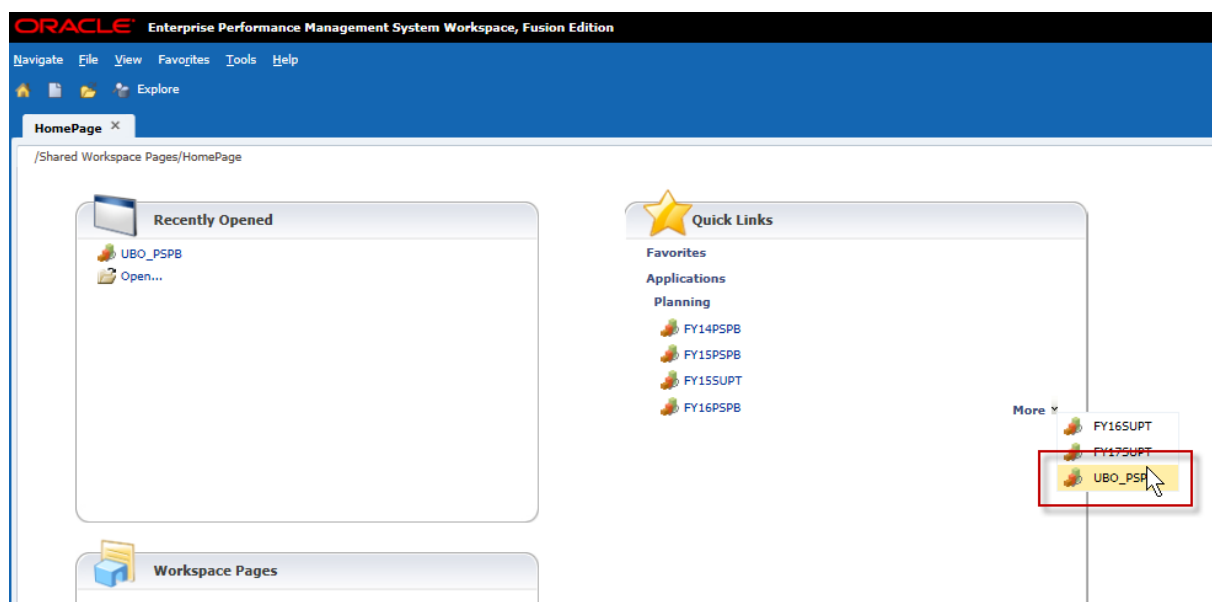 ORACLE Enterprise Performance Management System Workspace, Fusion Edition
Navigate File View Favorites Tools Help
Explore
HomePage ×
/Shared Workspace Pages/HomePage
Recently Opened
UBO_PSPB
Open...
Quick Links
Favorites
Applications
Planning
FY14PSPB
FY15PSPB
FY15SUPT
FY16PSPB
More
FY16SUPT
FY17SUPT
UBO_PSP
Workspace Pages